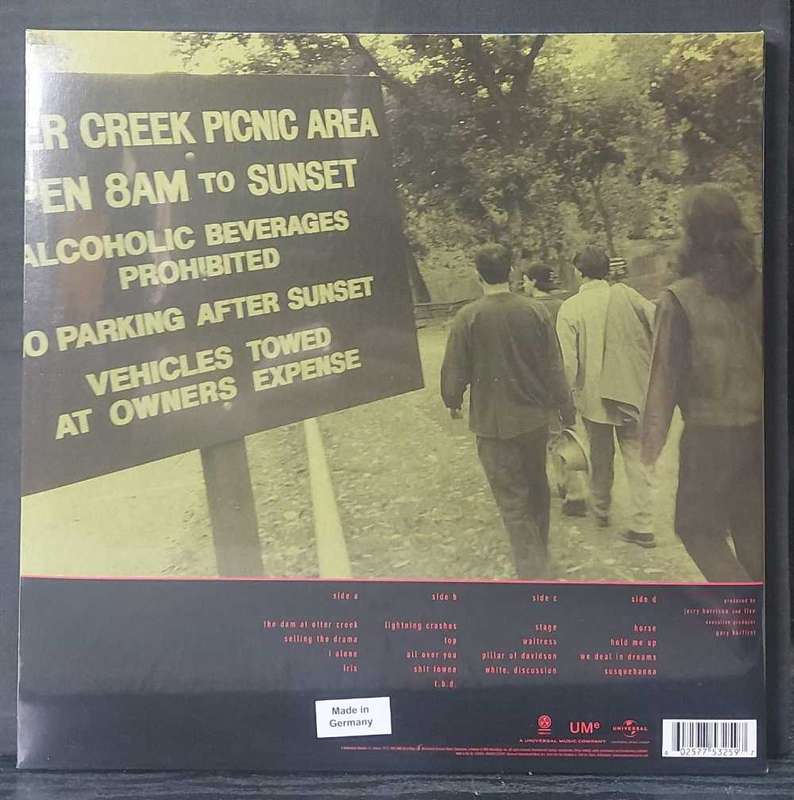 ER CREEK PICNIC AREA
PEN 8AM TO SUNSET
ALCOHOLIC BEVERAGES
PROHIBITED
O PARKING AFTER SUNSET
VEHICLES TOWED
AT OWNERS EXPENSE
side a
the dam at otter creek
selling the drama
i alone
iris
side b
lightning crashes
top
all over you
shit towne
t.b.d.
side c
stage
waitress
pillar of davidson
white, discussion
side d
horse
hold me up
we deal in dreams
susquehanna
produced by
jerry harrison and live
executive producer
gary kurfirst
Made in
Germany
UMe
UNIVERSAL
A UNIVERSAL MUSIC COMPANY
02577 53259